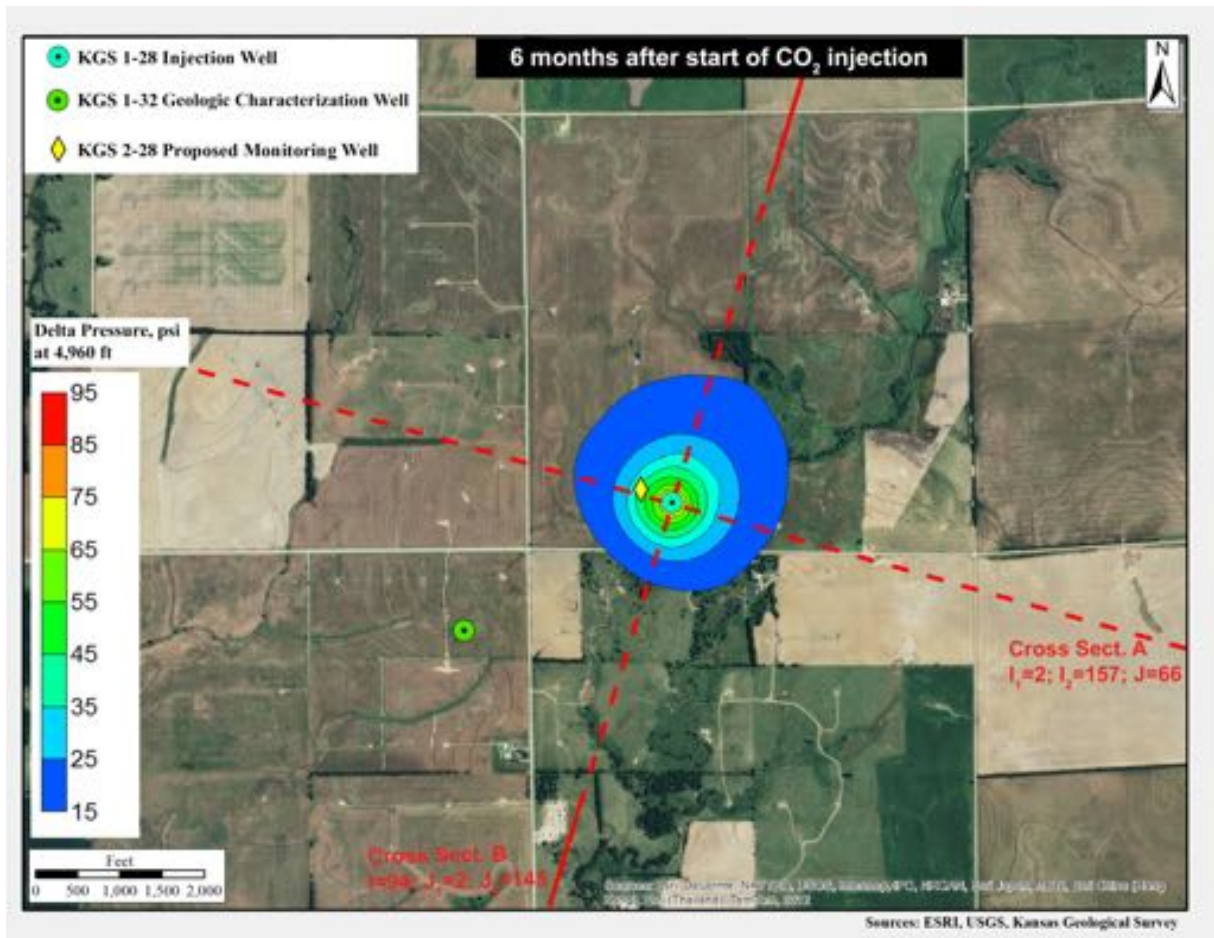 6 months after start of CO₂ injection
KGS 1-28 Injection Well
KGS 1-32 Geologic Characterization Well
KGS 2-28 Proposed Monitoring Well
N
Delta Pressure, psi
at 4,960 ft
95
85
75
65
55
45
35
25
15
Cross Sect. A
I₁=2; I₂=157; J=66
Cross Sect. B
Feet
0 500 1,000 1,500 2,000
Sources: ESRI, USGS, Kansas Geological Survey